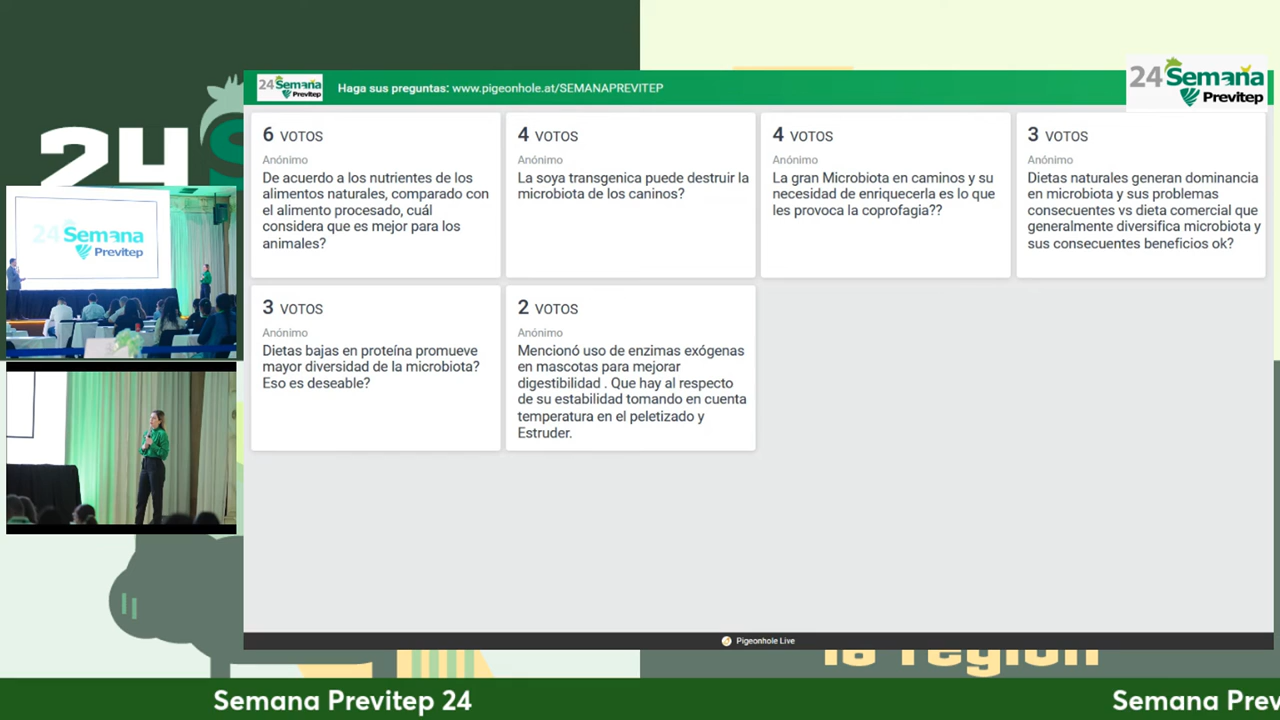 24 Semana
Previtep
Haga sus preguntas: www.pigeonhole.at/SEMANAPREVITEP
24 Semana
Previtep
24
24 Semana
Previtep
6 VOTOS
Anónimo
De acuerdo a los nutrientes de los
alimentos naturales, comparado con
el alimento procesado, cuál
considera que es mejor para los
animales?
4 VOTOS
Anónimo
La soya transgenica puede destruir la
microbiota de los caninos?
4 VOTOS
Anónimo
La gran Microbiota en caminos y su
necesidad de enriquecerla es lo que
les provoca la coprofagia??
3 VOTOS
Anónimo
Dietas naturales generan dominancia
en microbiota y sus problemas
consecuentes vs dieta comercial que
generalmente diversifica microbiota y
sus consecuentes beneficios ok?
3 VOTOS
Anónimo
Dietas bajas en proteína promueve
mayor diversidad de la microbiota?
Eso es deseable?
2 VOTOS
Anónimo
Mencionó uso de enzimas exógenas
en mascotas para mejorar
digestibilidad . Que hay al respecto
de su estabilidad tomando en cuenta
temperatura en el peletizado y
Estruder.
Pigeonhole Live
la región
Semana Previtep 24
Semana Prev